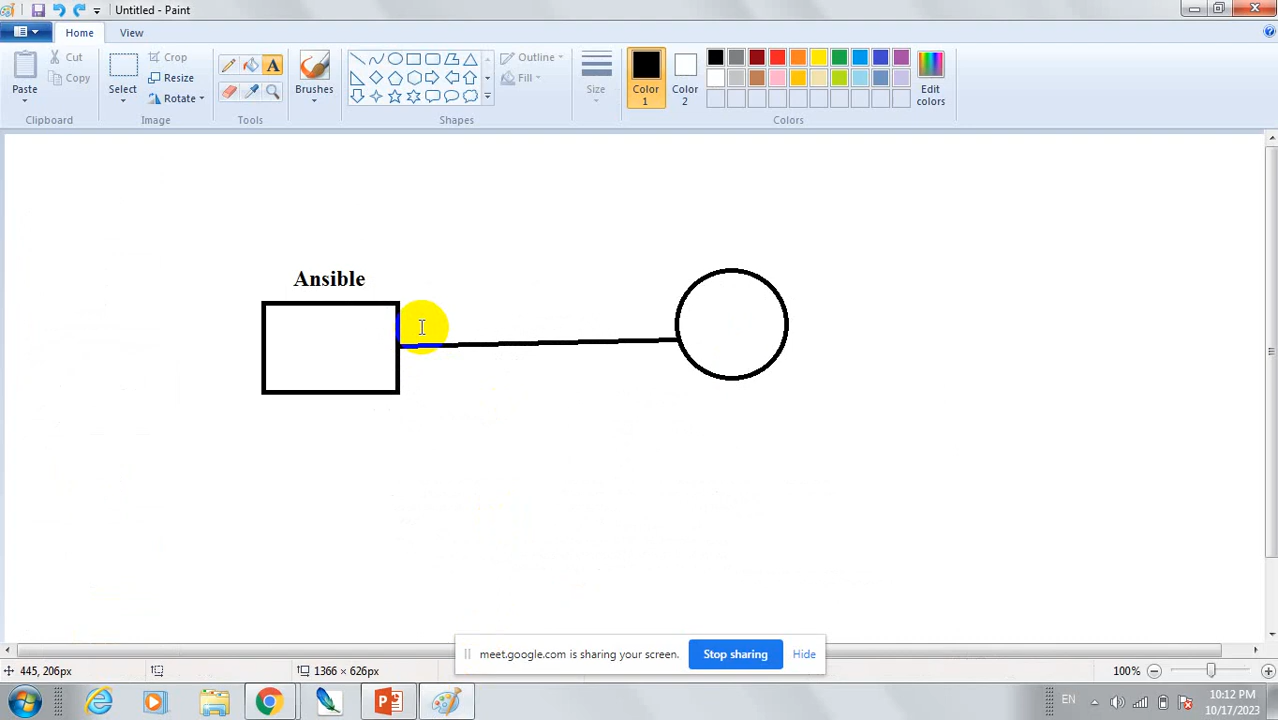 Untitled - Paint
Home
View
Paste
Cut
Copy
Clipboard
Select
Crop
Resize
Rotate
Image
A
Tools
Brushes
Outline
Fill
Shapes
Size
Color
1
Color
2
Edit
colors
Colors
Ansible
meet.google.com is sharing your screen.
Stop sharing
Hide
445, 206px
1366 × 626px
100%
EN
10:12 PM
10/17/2023